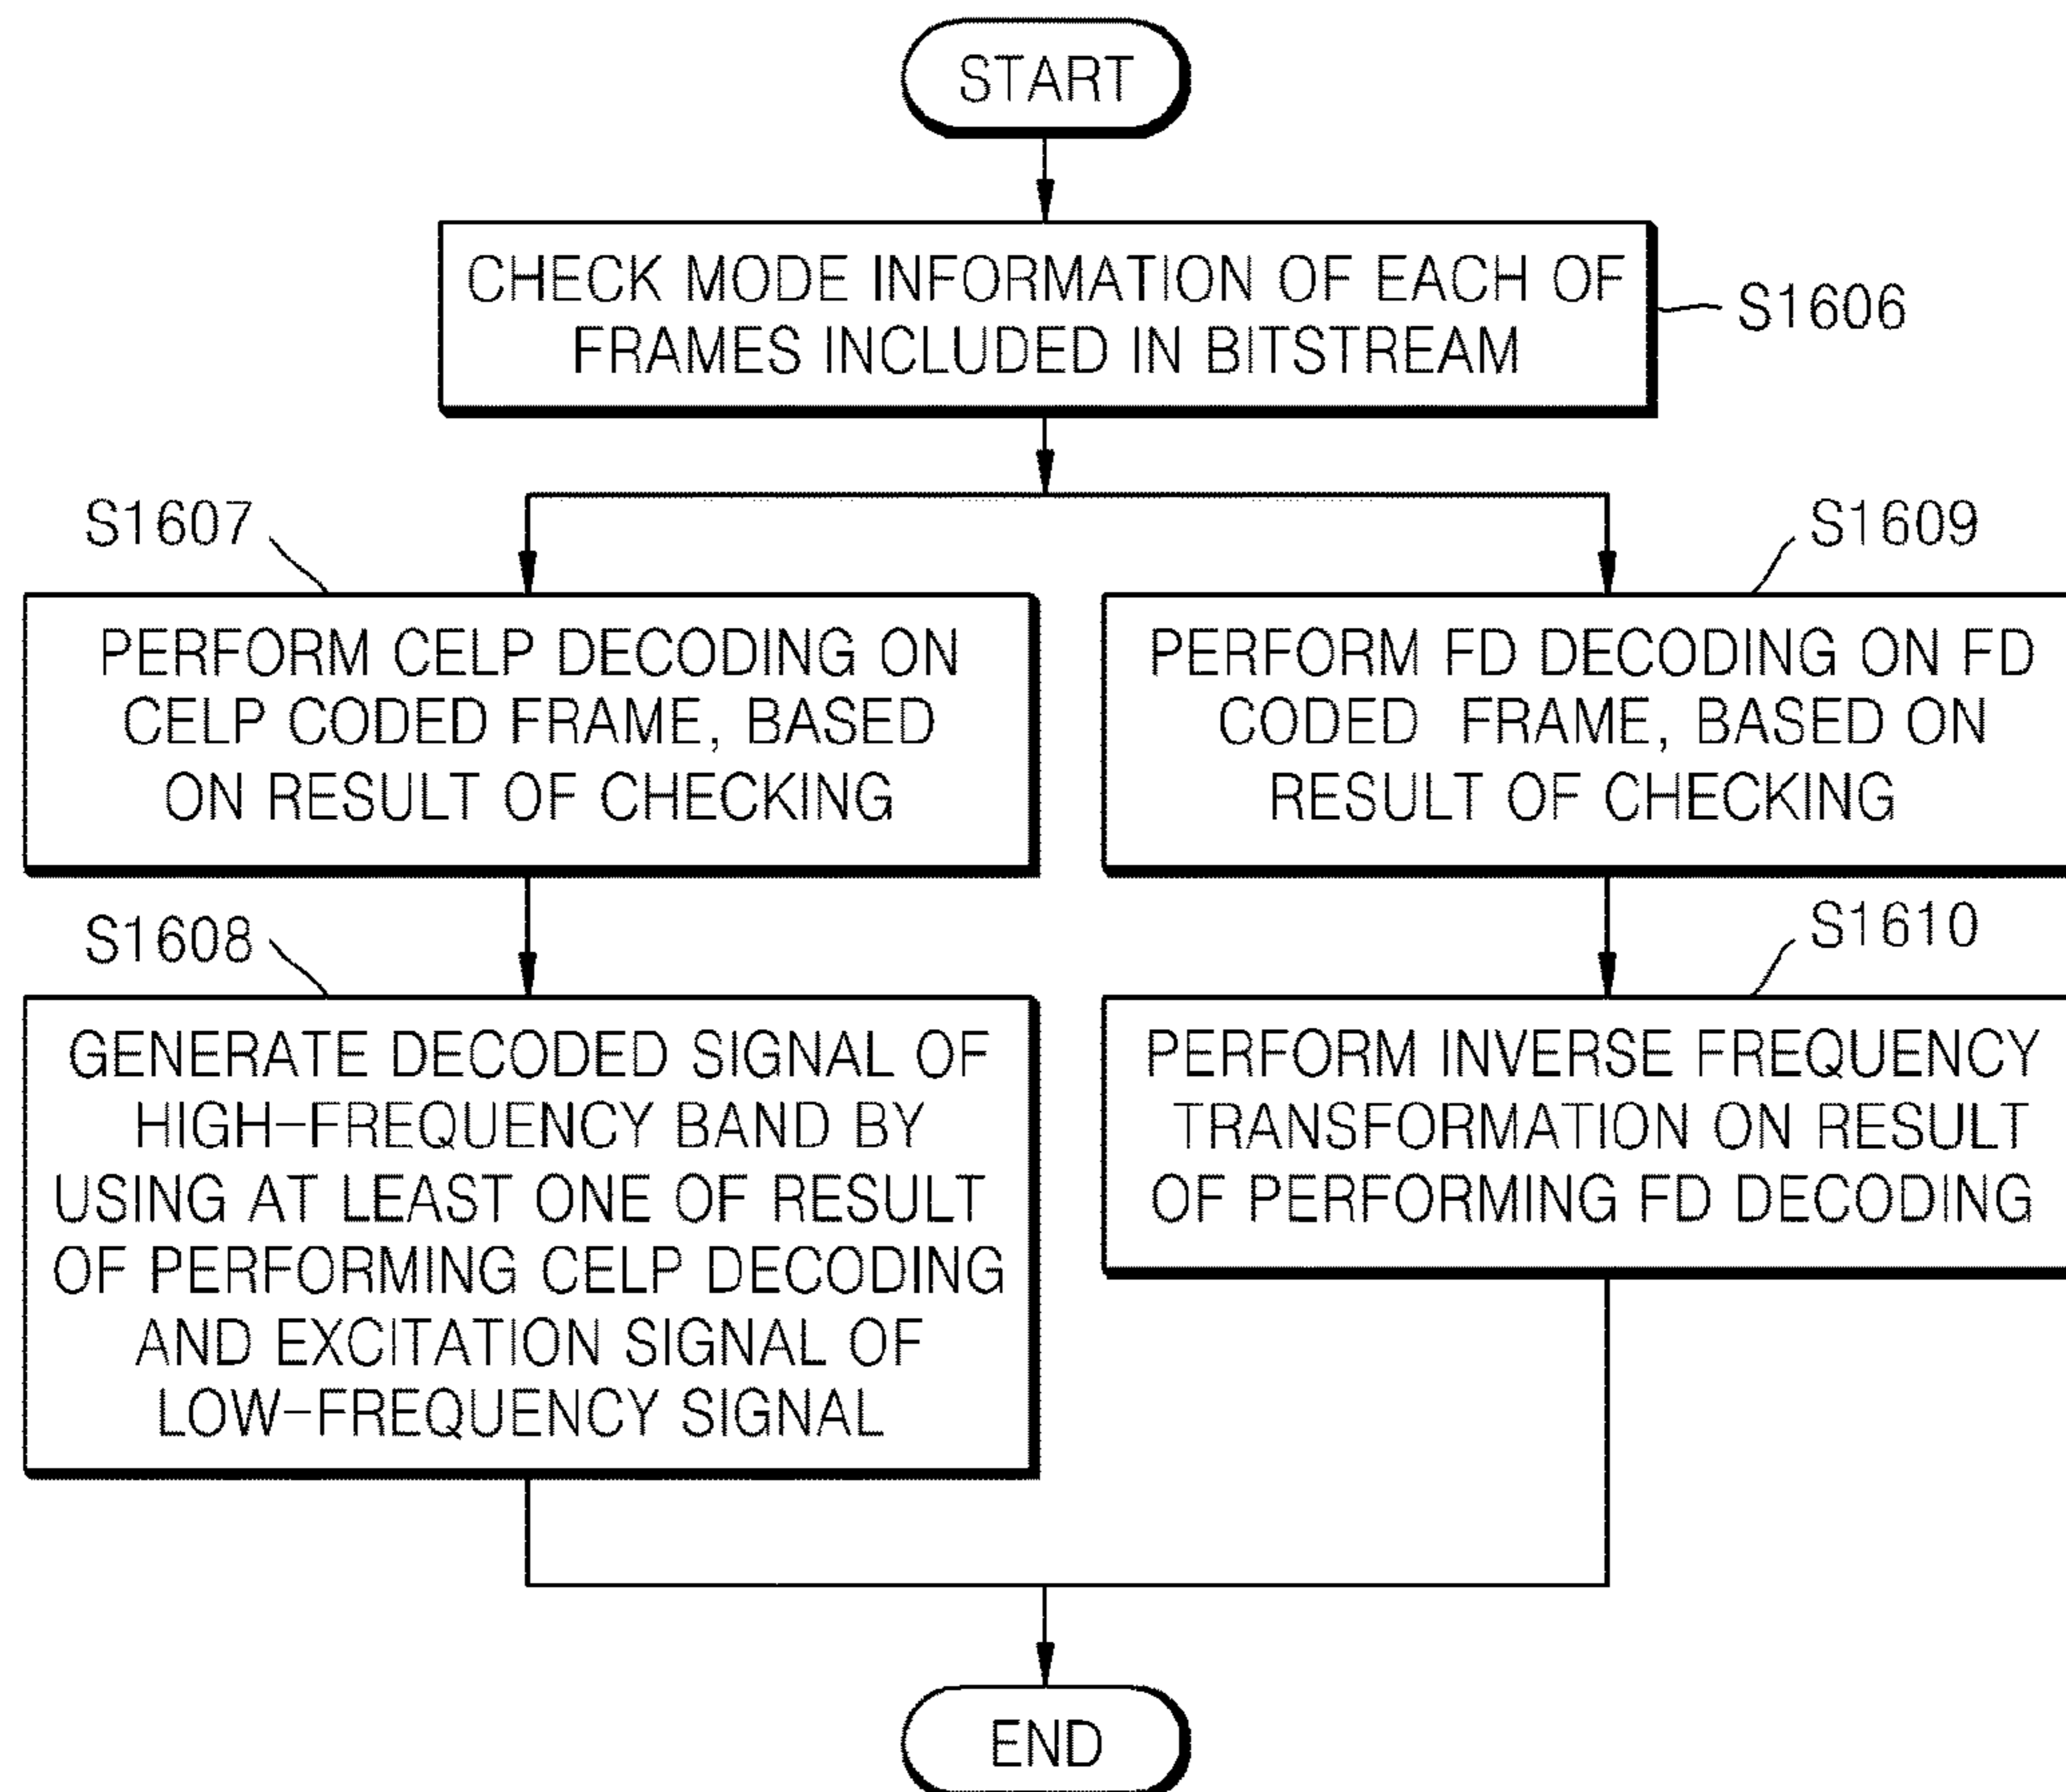 START
CHECK MODE INFORMATION OF EACH OF
FRAMES INCLUDED IN BITSTREAM
S1606
S1607
PERFORM CELP DECODING ON
CELP CODED FRAME, BASED
ON RESULT OF CHECKING
S1609
PERFORM FD DECODING ON FD
CODED FRAME, BASED ON
RESULT OF CHECKING
S1608
GENERATE DECODED SIGNAL OF
HIGH-FREQUENCY BAND BY
USING AT LEAST ONE OF RESULT
OF PERFORMING CELP DECODING
AND EXCITATION SIGNAL OF
LOW-FREQUENCY SIGNAL
S1610
PERFORM INVERSE FREQUENCY
TRANSFORMATION ON RESULT
OF PERFORMING FD DECODING
END